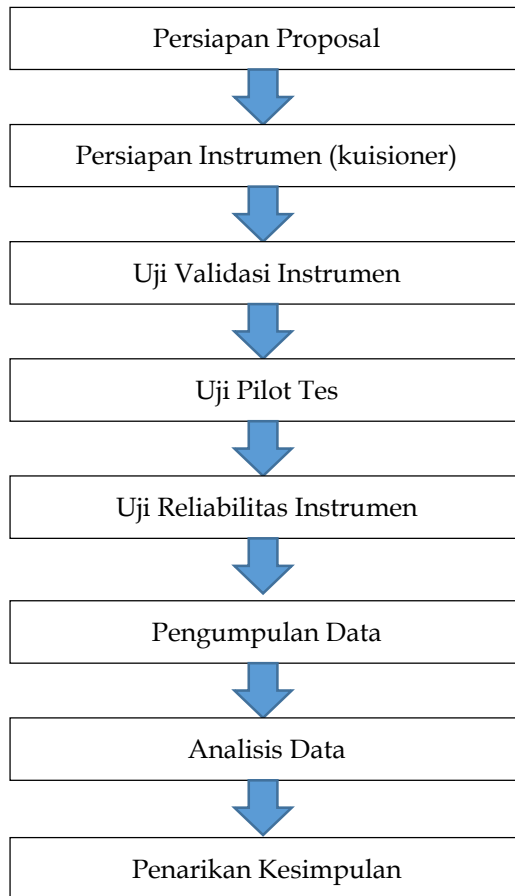 Persiapan Proposal
Persiapan Instrumen (kuisioner)
Uji Validasi Instrumen
Uji Pilot Tes
Uji Reliabilitas Instrumen
Pengumpulan Data
Analisis Data
Penarikan Kesimpulan